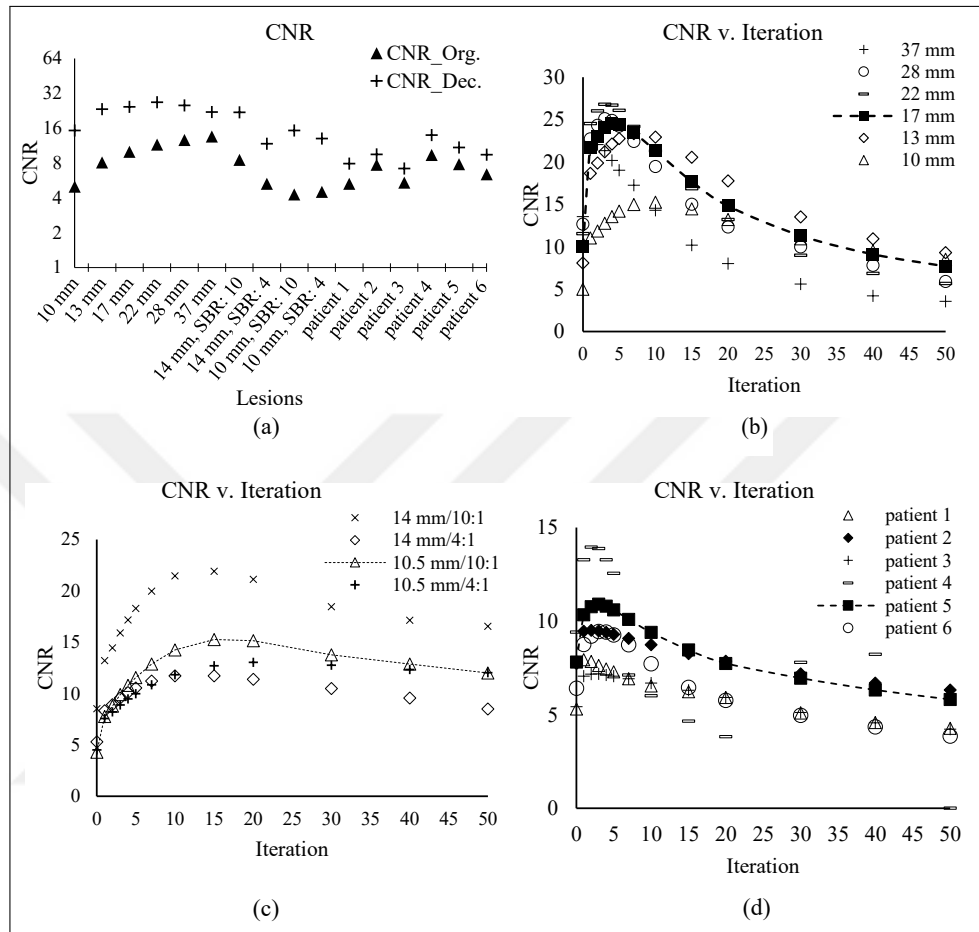 CNR
CNR_Org.
CNR_Dec.
64
32
16
8
4
2
1
CNR
10 mm
13 mm
17 mm
22 mm
28 mm
37 mm
14 mm, SBR: 10
14 mm, SBR: 4
10 mm, SBR: 10
10 mm, SBR: 4
patient 1
patient 2
patient 3
patient 4
patient 5
patient 6
Lesions
(a)
CNR v. Iteration
37 mm
28 mm
22 mm
17 mm
13 mm
10 mm
30
25
20
15
10
5
0
CNR
0 5 10 15 20 25 30 35 40 45 50
Iteration
(b)
CNR v. Iteration
14 mm/10:1
14 mm/4:1
10.5 mm/10:1
10.5 mm/4:1
25
20
15
10
5
0
CNR
0 5 10 15 20 25 30 35 40 45 50
Iteration
(c)
CNR v. Iteration
patient 1
patient 2
patient 3
patient 4
patient 5
patient 6
15
10
5
0
CNR
0 5 10 15 20 25 30 35 40 45 50
Iteration
(d)